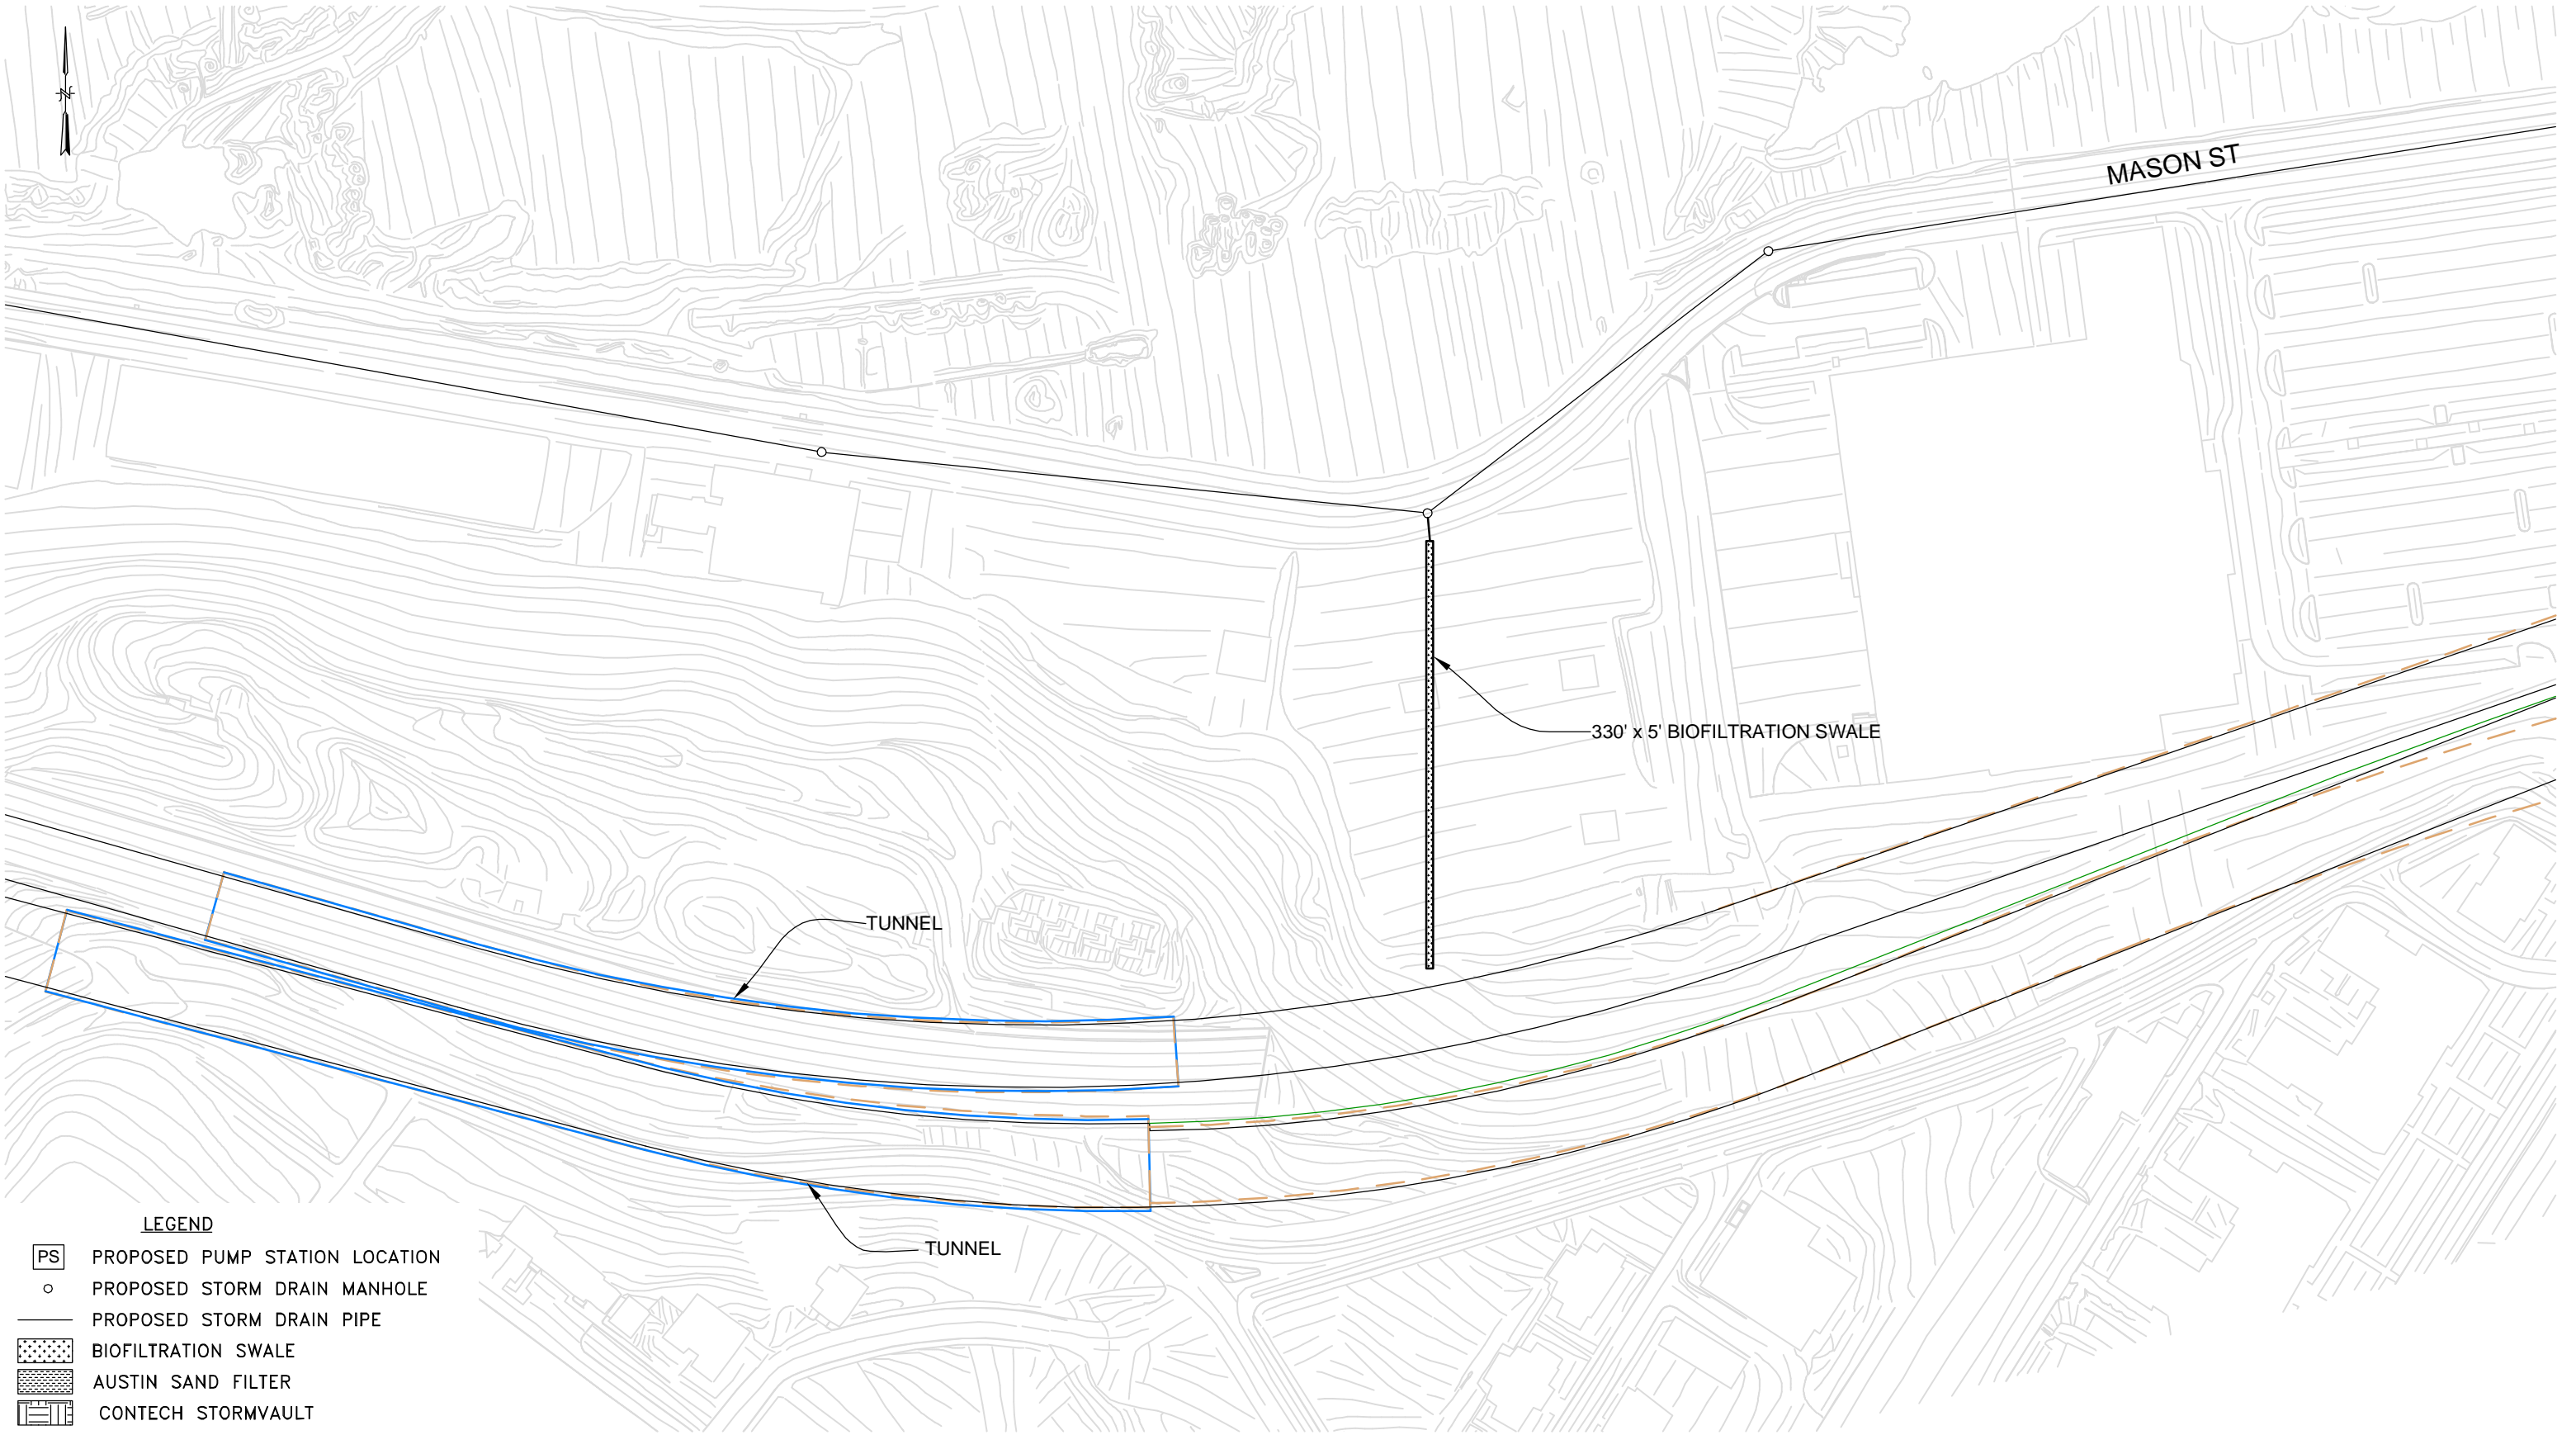 N
MASON ST
330' x 5' BIOFILTRATION SWALE
TUNNEL
TUNNEL
LEGEND
PS PROPOSED PUMP STATION LOCATION
PROPOSED STORM DRAIN MANHOLE
PROPOSED STORM DRAIN PIPE
BIOFILTRATION SWALE
AUSTIN SAND FILTER
CONTECH STORMVAULT